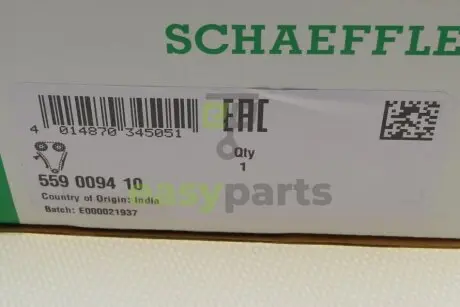 SCHAEFFLE
EAC
4 014870 345051
Qty
1
559 0094 10
easyparts
Country of Origin: India
Batch: E000021937